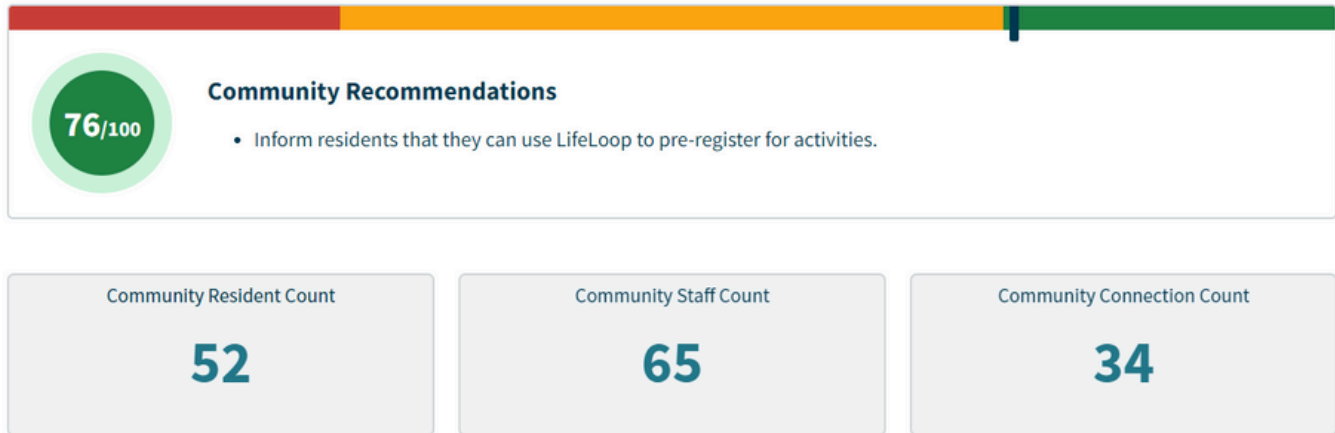 Community Recommendations
76/100
• Inform residents that they can use LifeLoop to pre-register for activities.
Community Resident Count
52
Community Staff Count
65
Community Connection Count
34